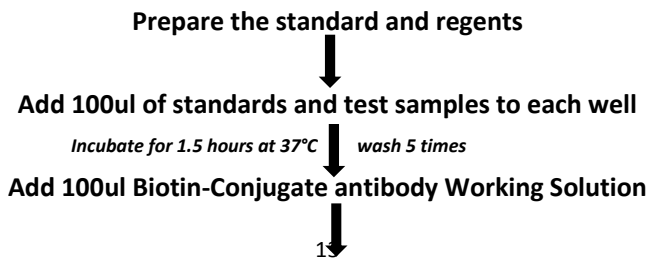 Prepare the standard and regents
Add 100ul of standards and test samples to each well
Incubate for 1.5 hours at 37°C wash 5 times
Add 100ul Biotin-Conjugate antibody Working Solution